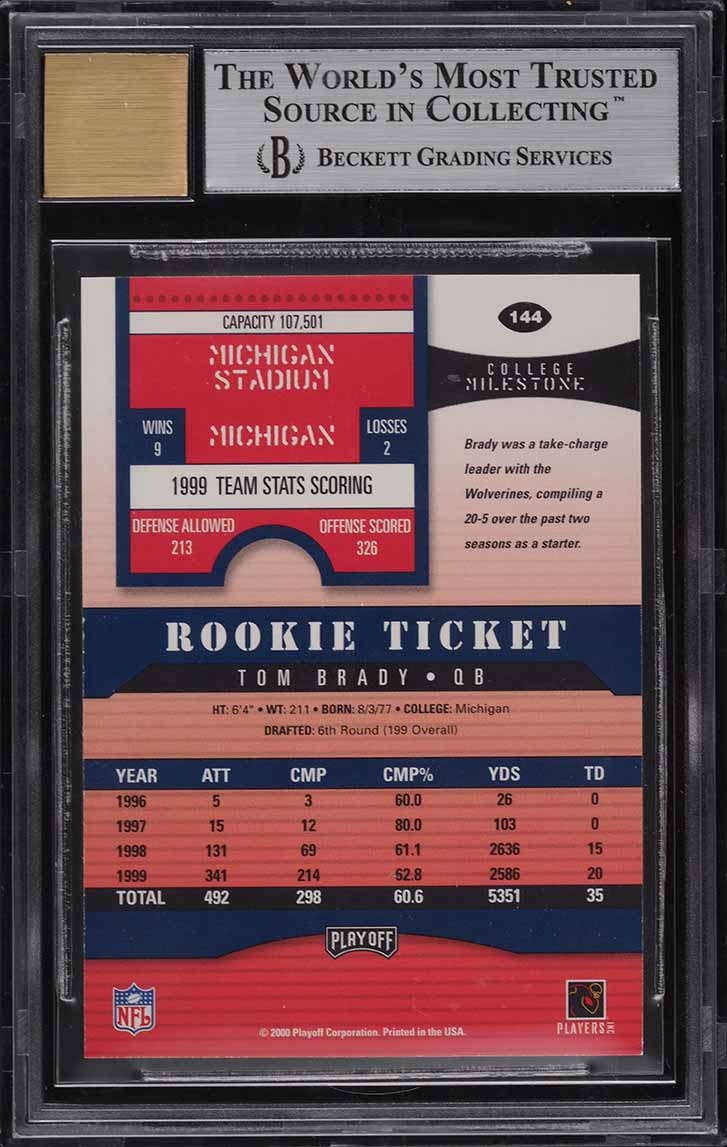 THE WORLD'S MOST TRUSTED
SOURCE IN COLLECTING™
B BECKETT GRADING SERVICES
CAPACITY 107,501
MICHIGAN
STADIUM
WINS
9
MICHIGAN
LOSSES
2
1999 TEAM STATS SCORING
DEFENSE ALLOWED
213
OFFENSE SCORED
326
144
COLLEGE
MILESTONE
Brady was a take-charge
leader with the
Wolverines, compiling a
20-5 over the past two
seasons as a starter.
ROOKIE TICKET
TOM BRADY • QB
HT: 6'4" • WT: 211 • BORN: 8/3/77 • COLLEGE: Michigan
DRAFTED: 6th Round (199 Overall)
YEAR ATT CMP CMP% YDS TD
1996 5 3 60.0 26 0
1997 15 12 80.0 103 0
1998 131 69 61.1 2636 15
1999 341 214 62.8 2586 20
TOTAL 492 298 60.6 5351 35
PLAYOFF
NFL
© 2000 Playoff Corporation. Printed in the USA.
PLAYERS INC